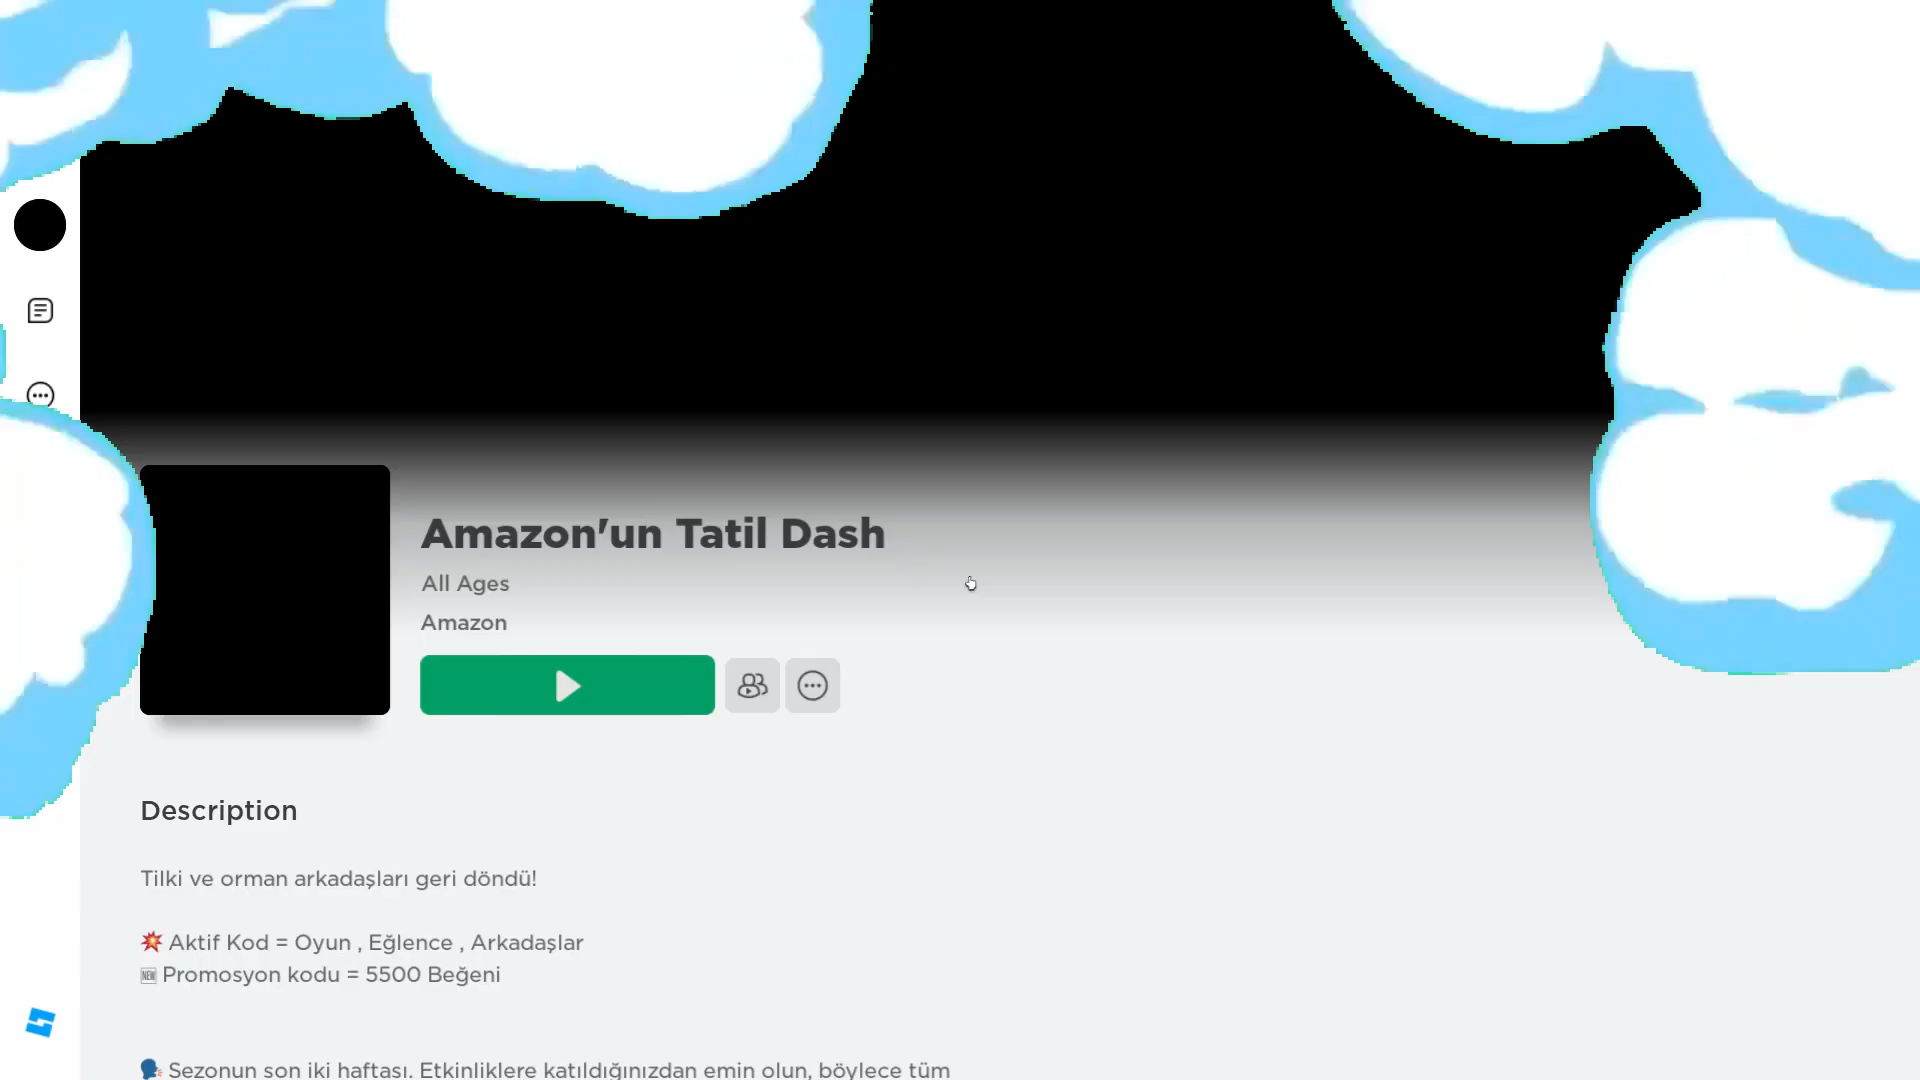 Amazon'un Tatil Dash
All Ages
Amazon
Description
Tilki ve orman arkadaşları geri döndü!
💥 Aktif Kod = Oyun , Eğlence , Arkadaşlar
🆕 Promosyon kodu = 5500 Beğeni
🗣 Sezonun son iki haftası. Etkinliklere katıldığınızdan emin olun, böylece tüm